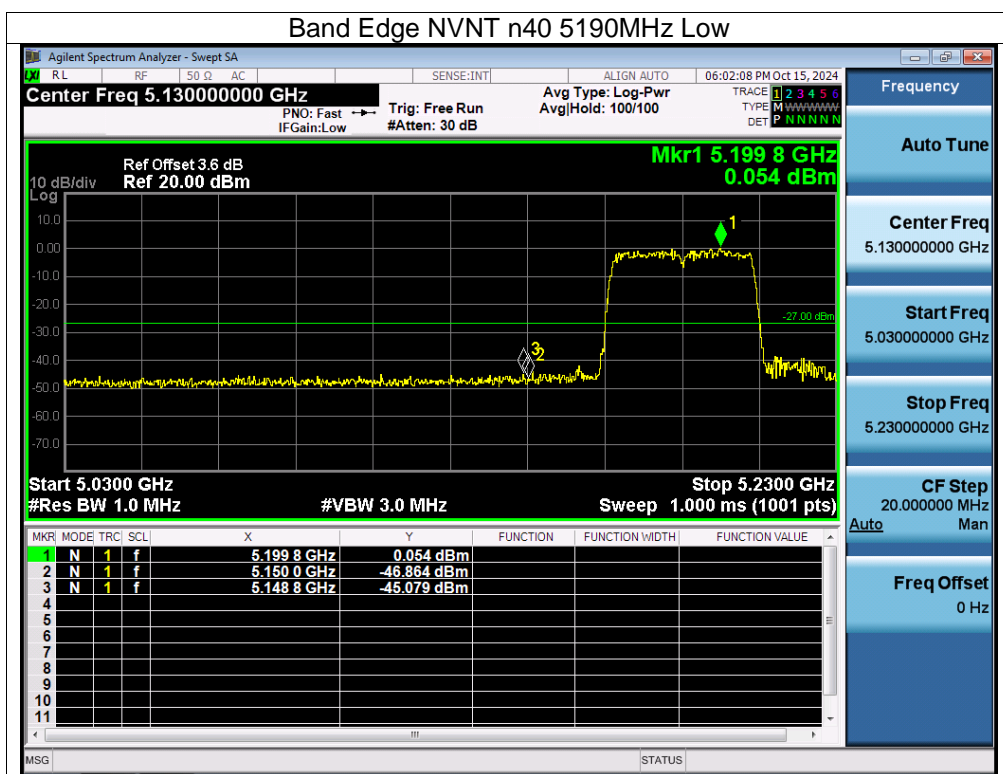 Band Edge NVNT n40 5190MHz Low
Agilent Spectrum Analyzer - Swept SA
LXI RL RF 50 Ω AC SENSE:INT ALIGN AUTO 06:02:08 PM Oct 15, 2024
Center Freq 5.130000000 GHz
PNO: Fast
IFGain:Low
Trig: Free Run
#Atten: 30 dB
Avg Type: Log-Pwr
Avg|Hold: 100/100
TRACE 1 2 3 4 5 6
TYPE M WWWWW
DET P N N N N N
Mkr1 5.199 8 GHz
0.054 dBm
Ref Offset 3.6 dB
10 dB/div Ref 20.00 dBm
Log
10.0
0.00
-10.0
-20.0
-30.0
-40.0
-50.0
-60.0
-70.0
1
-27.00 dBm
3
2
Start 5.0300 GHz Stop 5.2300 GHz
#Res BW 1.0 MHz #VBW 3.0 MHz Sweep 1.000 ms (1001 pts)
MKR MODE TRC SCL X Y FUNCTION FUNCTION WIDTH FUNCTION VALUE
1 N 1 f 5.199 8 GHz 0.054 dBm
2 N 1 f 5.150 0 GHz -46.864 dBm
3 N 1 f 5.148 8 GHz -45.079 dBm
4
5
6
7
8
9
10
11
MSG STATUS
Frequency
Auto Tune
Center Freq
5.130000000 GHz
Start Freq
5.030000000 GHz
Stop Freq
5.230000000 GHz
CF Step
20.000000 MHz
Auto Man
Freq Offset
0 Hz